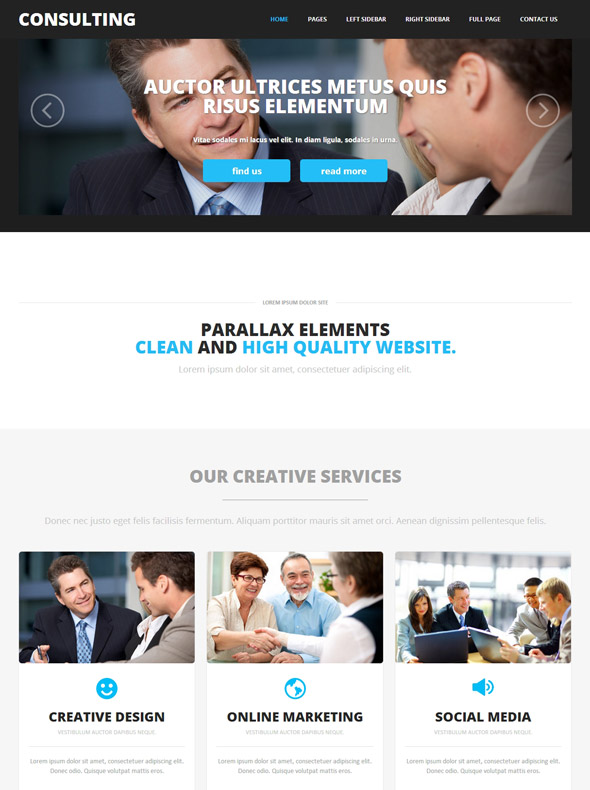 CONSULTING
HOME PAGES LEFT SIDEBAR RIGHT SIDEBAR FULL PAGE CONTACT US
AUCTOR ULTRICES METUS QUIS
RISUS ELEMENTUM
Vitae sodales mi lacus vel elit. In diam ligula, sodales in urna.
find us read more
LOREM IPSUM DOLOR SITE
PARALLAX ELEMENTS
CLEAN AND HIGH QUALITY WEBSITE.
Lorem ipsum dolor sit amet, consectetuer adipiscing elit.
OUR CREATIVE SERVICES
Donec nec justo eget felis facilisis fermentum. Aliquam porttitor mauris sit amet orci. Aenean dignissim pellentesque felis.
CREATIVE DESIGN
VESTIBULUM AUCTOR DAPIBUS NEQUE
Lorem ipsum dolor sit amet, consectetuer adipiscing elit.
Donec odio. Quisque volutpat mattis eros.
ONLINE MARKETING
VESTIBULUM AUCTOR DAPIBUS NEQUE
Lorem ipsum dolor sit amet, consectetuer adipiscing elit.
Donec odio. Quisque volutpat mattis eros.
SOCIAL MEDIA
VESTIBULUM AUCTOR DAPIBUS NEQUE
Lorem ipsum dolor sit amet, consectetuer adipiscing elit.
Donec odio. Quisque volutpat mattis eros.